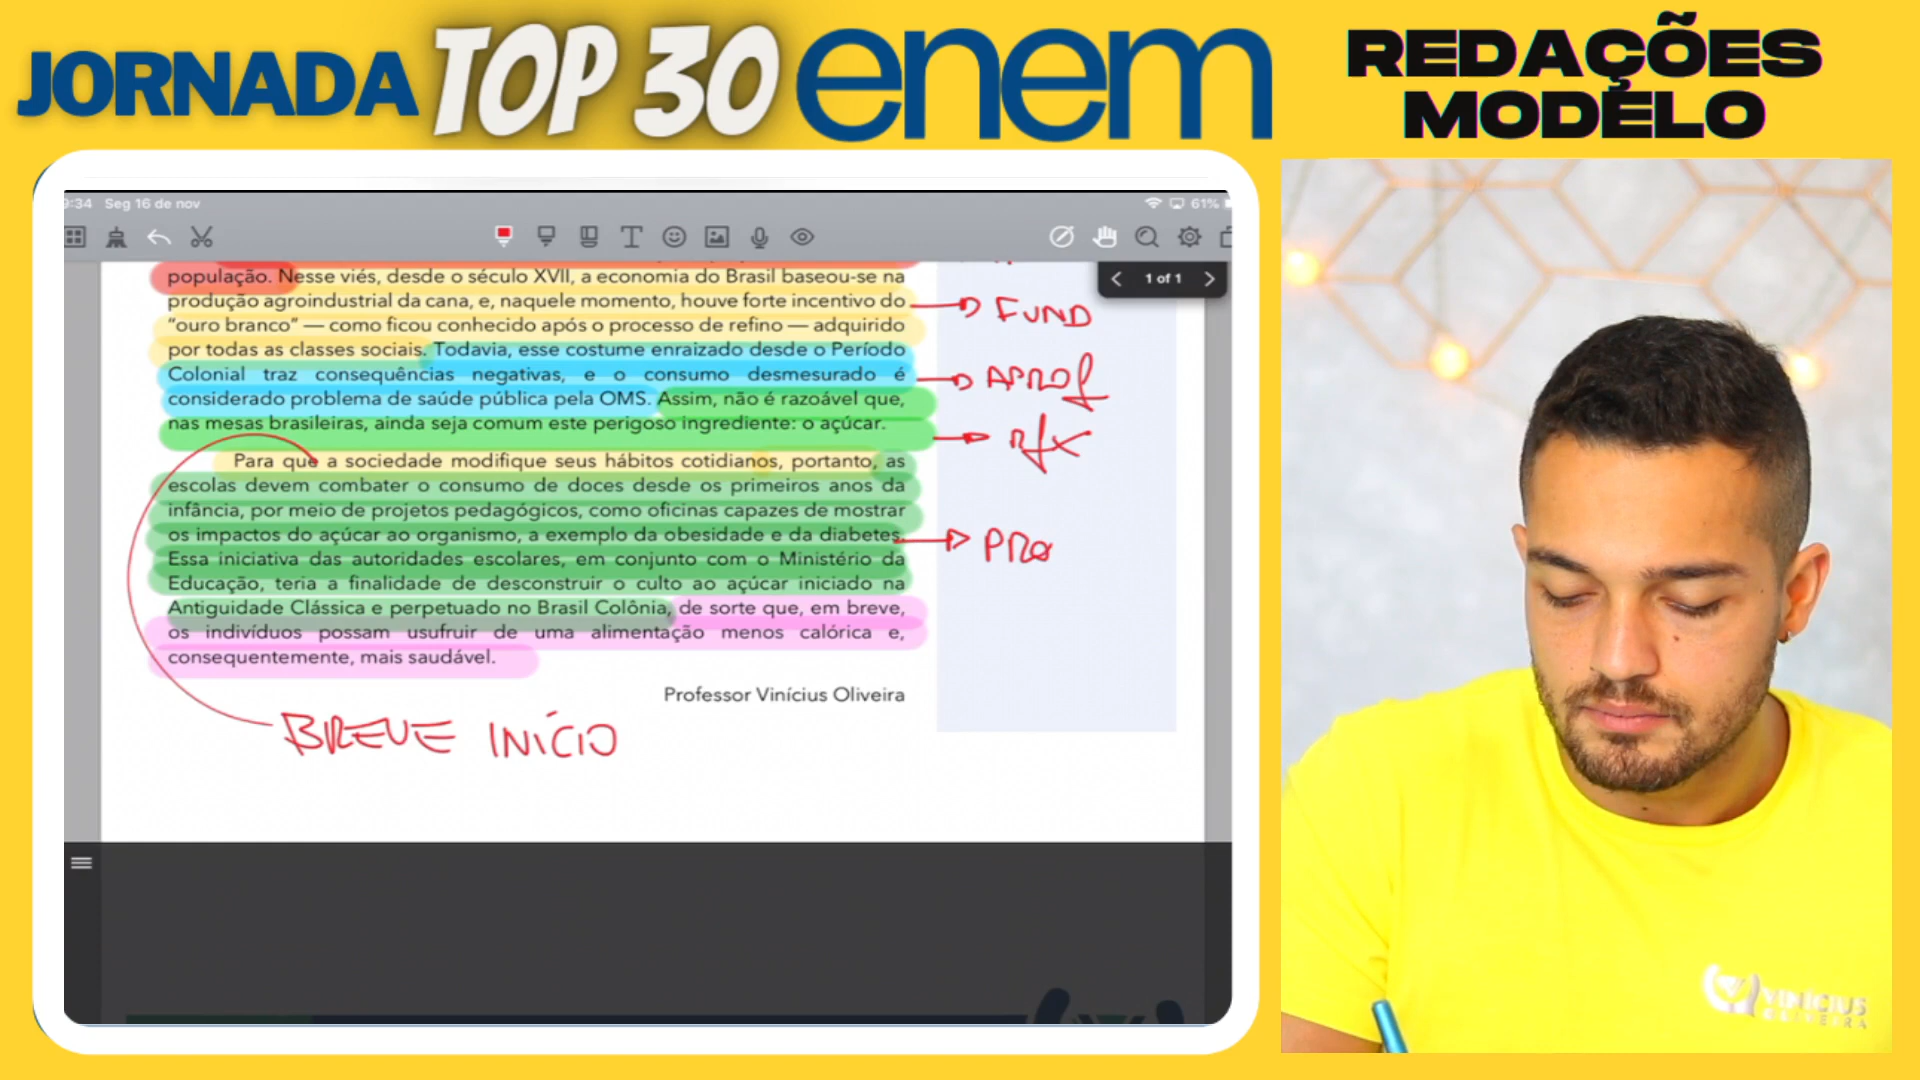 JORNADA TOP 30 enem
REDAÇÕES
MODELO
9:34 Seg 16 de nov
61%
1 of 1
população. Nesse viés, desde o século XVII, a economia do Brasil baseou-se na
produção agroindustrial da cana, e, naquele momento, houve forte incentivo do
“ouro branco” — como ficou conhecido após o processo de refino — adquirido
por todas as classes sociais. Todavia, esse costume enraizado desde o Período
Colonial traz consequências negativas, e o consumo desmesurado é
considerado problema de saúde pública pela OMS. Assim, não é razoável que,
nas mesas brasileiras, ainda seja comum este perigoso ingrediente: o açúcar.
FUND
APROf
Rfx
Para que a sociedade modifique seus hábitos cotidianos, portanto, as
escolas devem combater o consumo de doces desde os primeiros anos da
infância, por meio de projetos pedagógicos, como oficinas capazes de mostrar
os impactos do açúcar ao organismo, a exemplo da obesidade e da diabetes.
Essa iniciativa das autoridades escolares, em conjunto com o Ministério da
Educação, teria a finalidade de desconstruir o culto ao açúcar iniciado na
Antiguidade Clássica e perpetuado no Brasil Colônia, de sorte que, em breve,
os indivíduos possam usufruir de uma alimentação menos calórica e,
consequentemente, mais saudável.
PRO
Professor Vinícius Oliveira
BREVE INÍCIO
VINÍCIUS
OLIVEIRA